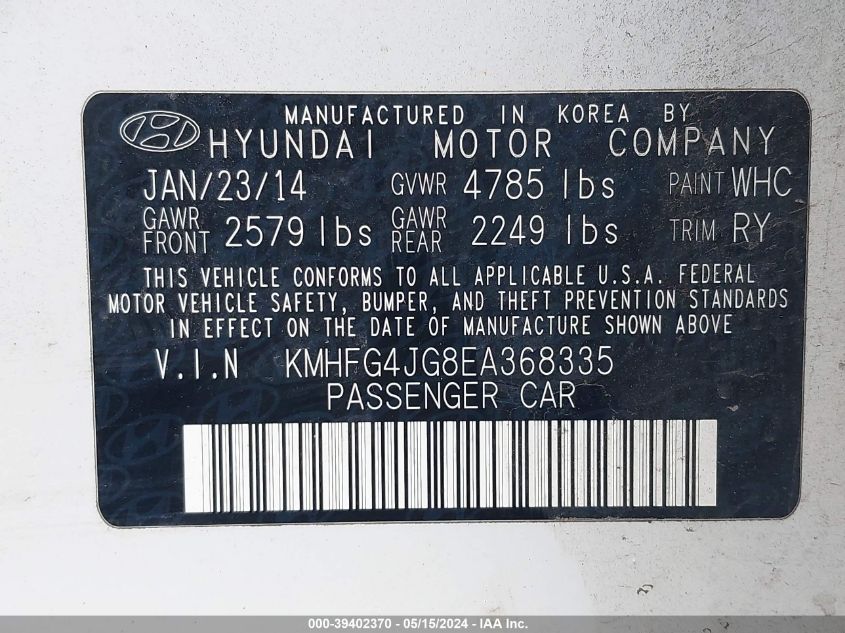 MANUFACTURED IN KOREA BY
HYUNDAI MOTOR COMPANY
JAN/23/14 GVWR 4785 lbs PAINT WHC
GAWR FRONT 2579 lbs GAWR REAR 2249 lbs TRIM RY
THIS VEHICLE CONFORMS TO ALL APPLICABLE U.S.A. FEDERAL
MOTOR VEHICLE SAFETY, BUMPER, AND THEFT PREVENTION STANDARDS
IN EFFECT ON THE DATE OF MANUFACTURE SHOWN ABOVE
V.I.N KMHFG4JG8EA368335
PASSENGER CAR
000-39402370 - 05/15/2024 - IAA Inc.